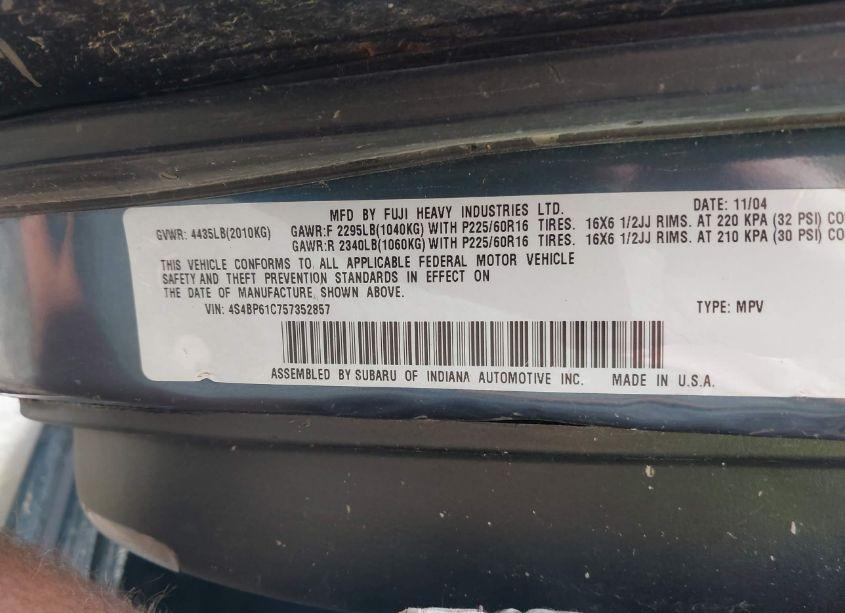 MFD BY FUJI HEAVY INDUSTRIES LTD. DATE: 11/04
GVWR: 4435LB(2010KG) GAWR:F 2295LB(1040KG) WITH P225/60R16 TIRES. 16X6 1/2JJ RIMS. AT 220 KPA (32 PSI) CO
GAWR:R 2340LB(1060KG) WITH P225/60R16 TIRES. 16X6 1/2JJ RIMS. AT 210 KPA (30 PSI) CO
THIS VEHICLE CONFORMS TO ALL APPLICABLE FEDERAL MOTOR VEHICLE
SAFETY AND THEFT PREVENTION STANDARDS IN EFFECT ON
THE DATE OF MANUFACTURE SHOWN ABOVE.
VIN: 4S4BP61C757352857 TYPE: MPV
ASSEMBLED BY SUBARU OF INDIANA AUTOMOTIVE INC. MADE IN U.S.A.